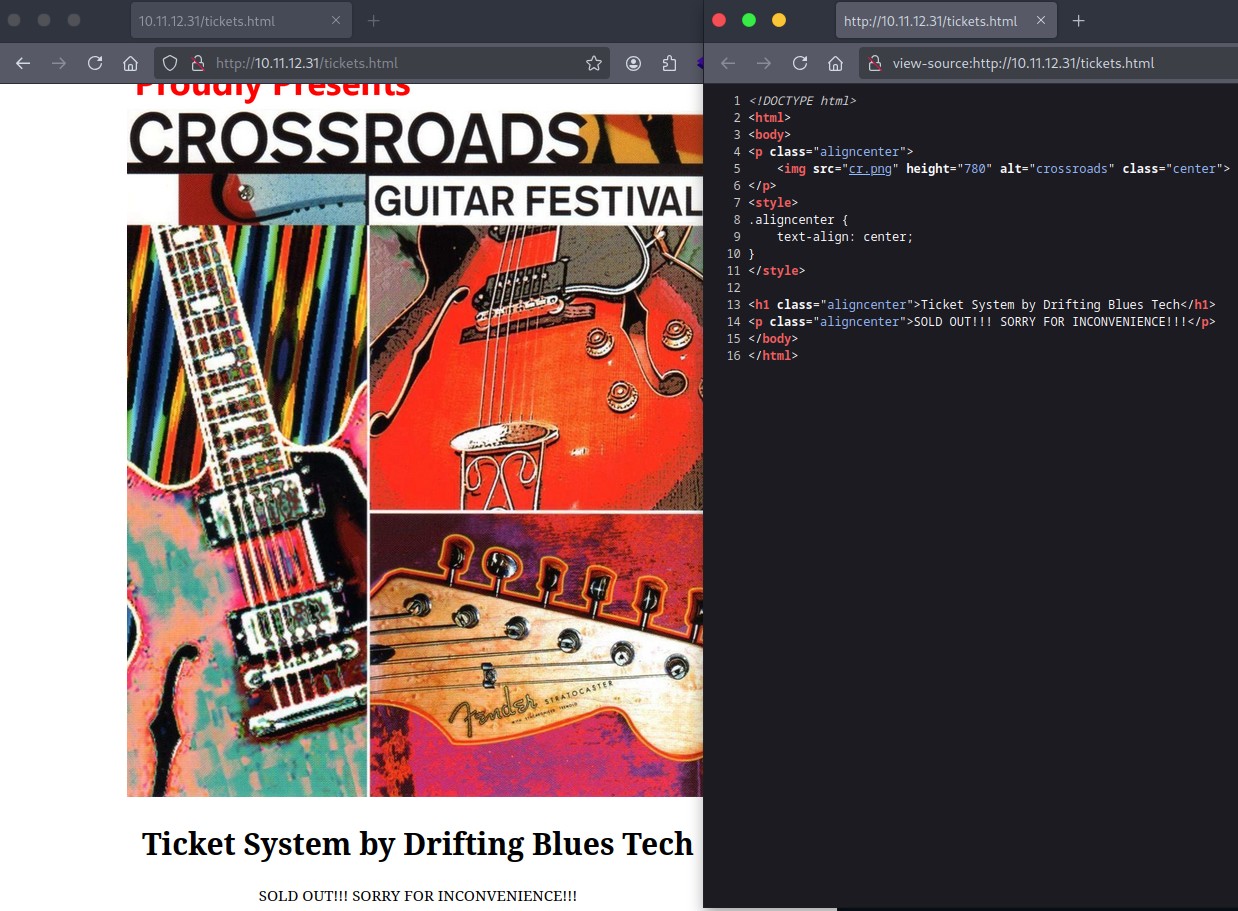 10.11.12.31/tickets.html
http://10.11.12.31/tickets.html
http://10.11.12.31/tickets.html
view-source:http://10.11.12.31/tickets.html
Proudly Presents
CROSSROADS
GUITAR FESTIVAL
Fender STRATOCASTER
Ticket System by Drifting Blues Tech
SOLD OUT!!! SORRY FOR INCONVENIENCE!!!
1 <!DOCTYPE html>
2 <html>
3 <body>
4 <p class="aligncenter">
5     <img src="cr.png" height="780" alt="crossroads" class="center">
6 </p>
7 <style>
8 .aligncenter {
9     text-align: center;
10 }
11 </style>
12
13 <h1 class="aligncenter">Ticket System by Drifting Blues Tech</h1>
14 <p class="aligncenter">SOLD OUT!!! SORRY FOR INCONVENIENCE!!!</p>
15 </body>
16 </html>